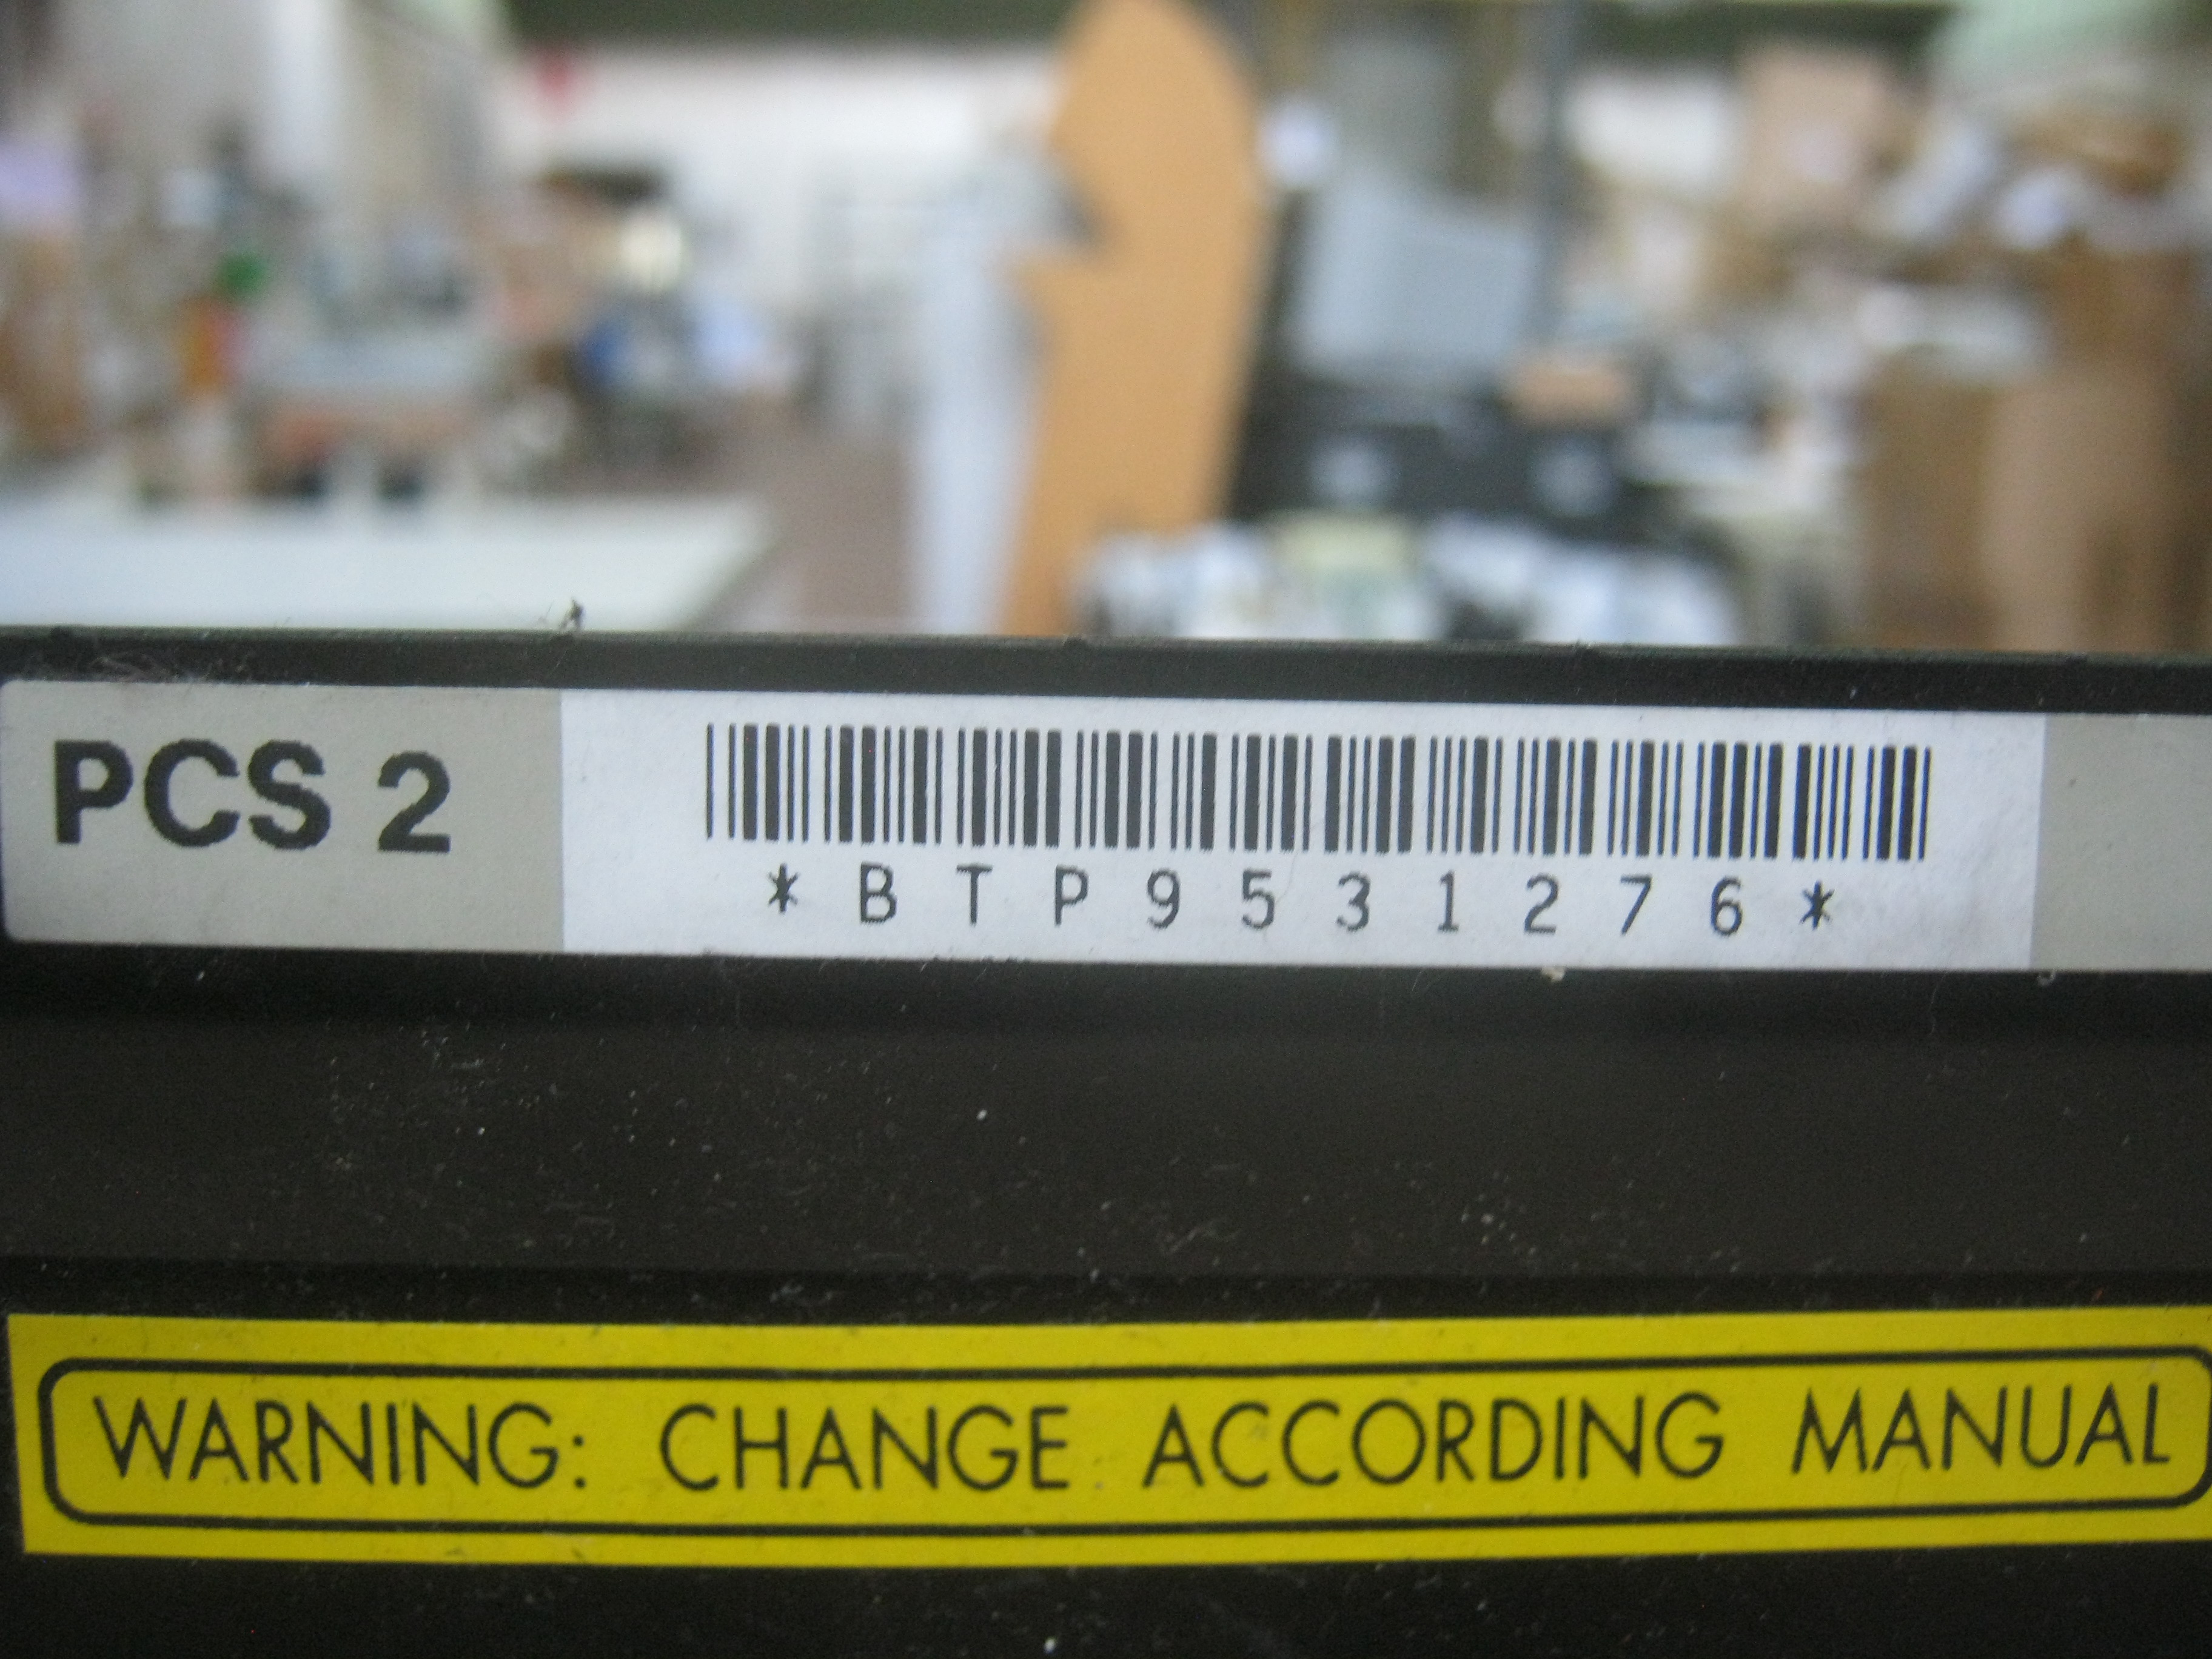 PCS 2
*BTP9531276*
WARNING: CHANGE ACCORDING MANUAL